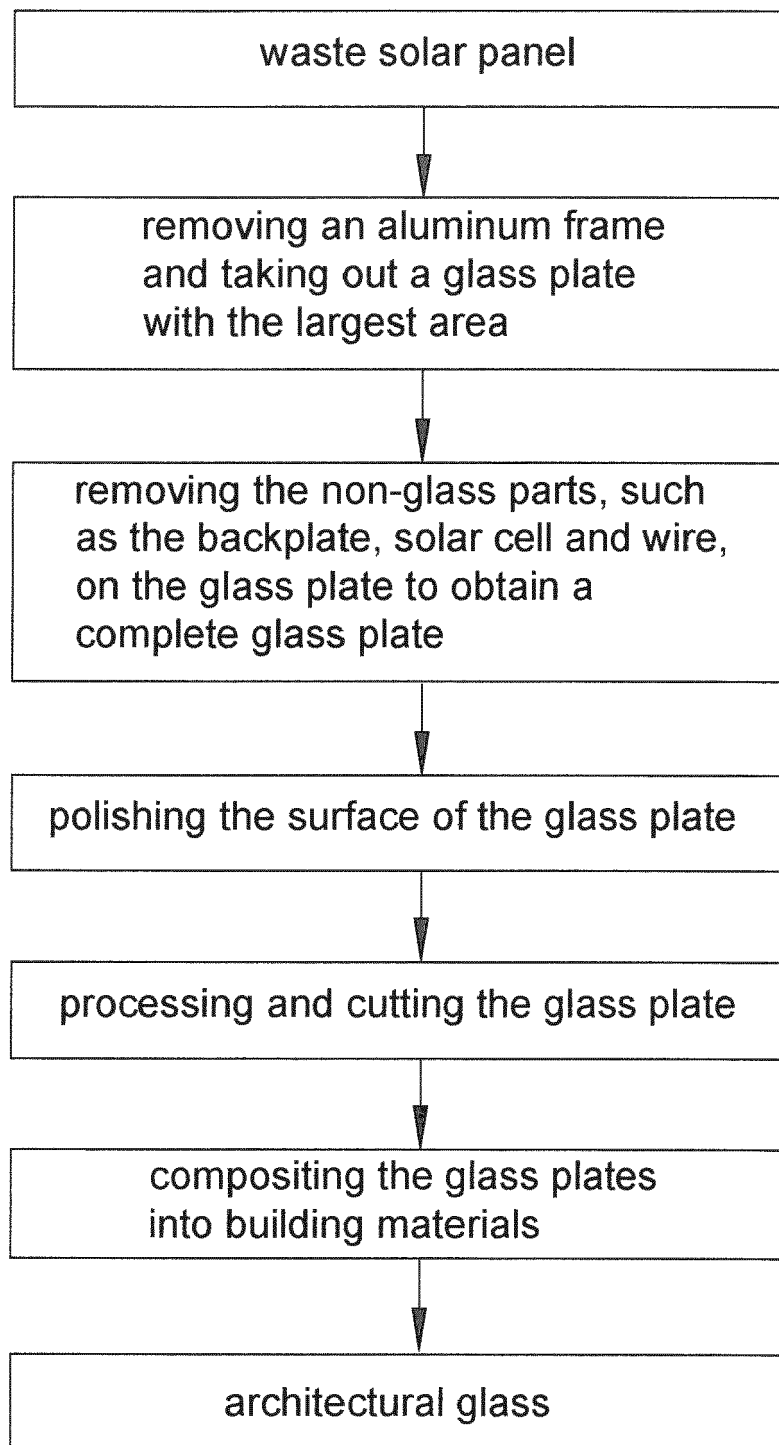 waste solar panel
removing an aluminum frame
and taking out a glass plate
with the largest area
removing the non-glass parts, such
as the backplate, solar cell and wire,
on the glass plate to obtain a
complete glass plate
polishing the surface of the glass plate
processing and cutting the glass plate
compositing the glass plates
into building materials
architectural glass